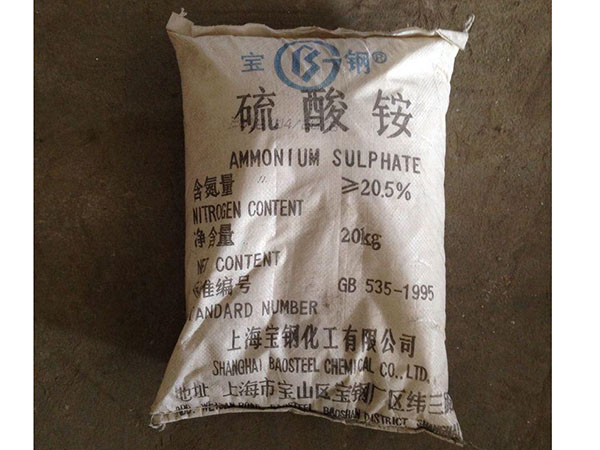 宝 钢®
硫酸铵
AMMONIUM SULPHATE
含氮量 ≥20.5%
NITROGEN CONTENT
净含量 20kg
NET CONTENT
标准编号 GB 535-1995
STANDARD NUMBER
上海宝钢化工有限公司
SHANGHAI BAOSTEEL CHEMICAL CO.,LTD.
地址 上海市宝山区宝钢厂区纬三
BAOSHAN DISTRICT